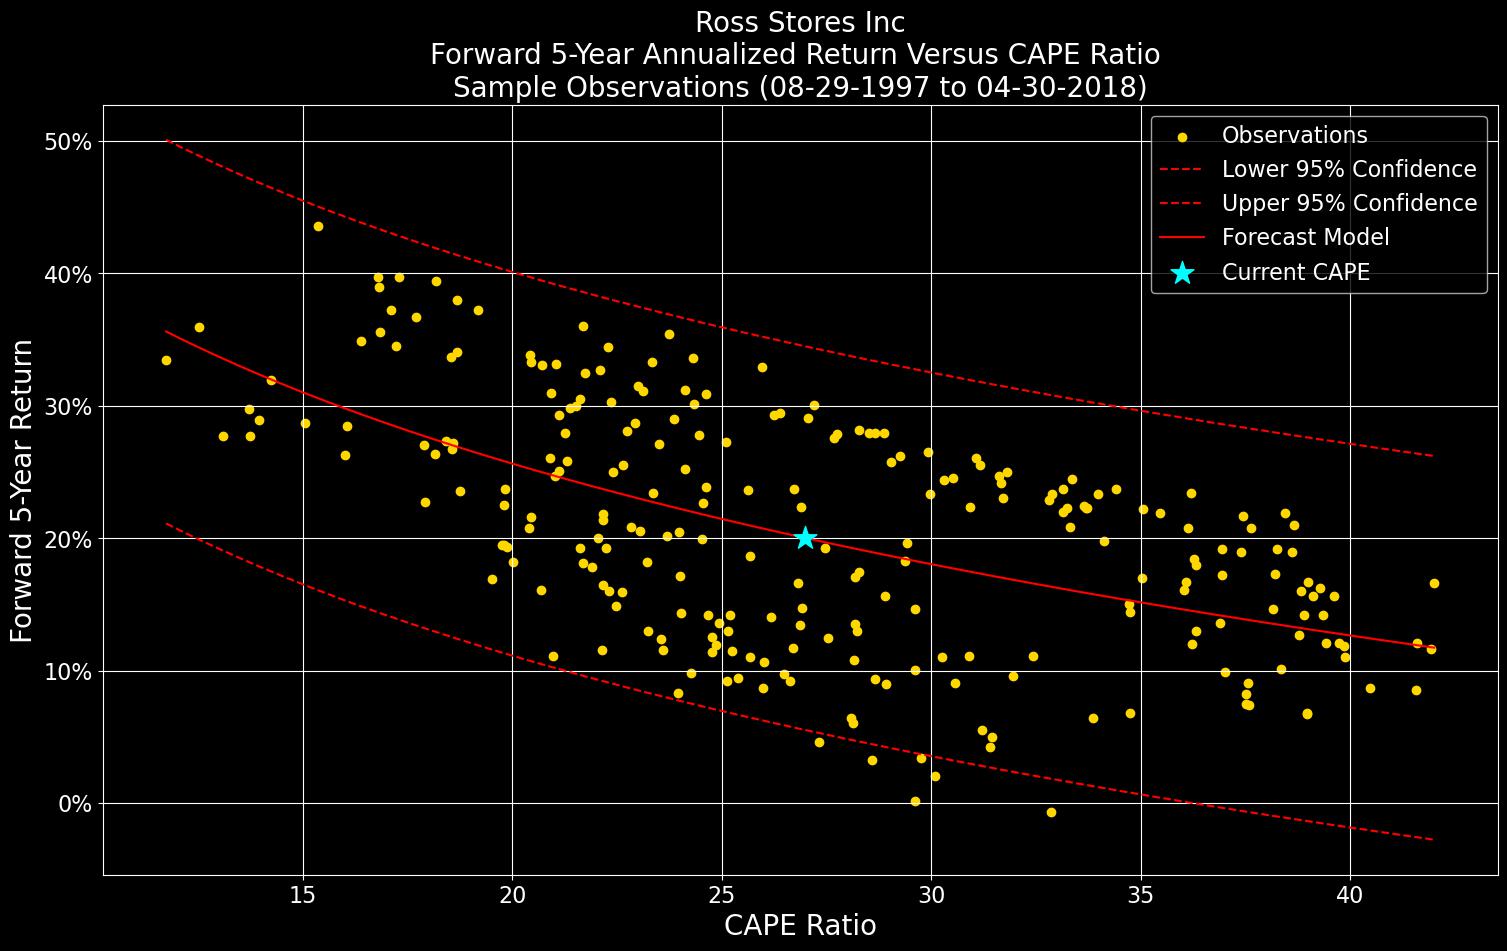 Ross Stores Inc
Forward 5-Year Annualized Return Versus CAPE Ratio
Sample Observations (08-29-1997 to 04-30-2018)
Observations
Lower 95% Confidence
Upper 95% Confidence
Forecast Model
Current CAPE
Forward 5-Year Return
50%
40%
30%
20%
10%
0%
15 20 25 30 35 40
CAPE Ratio